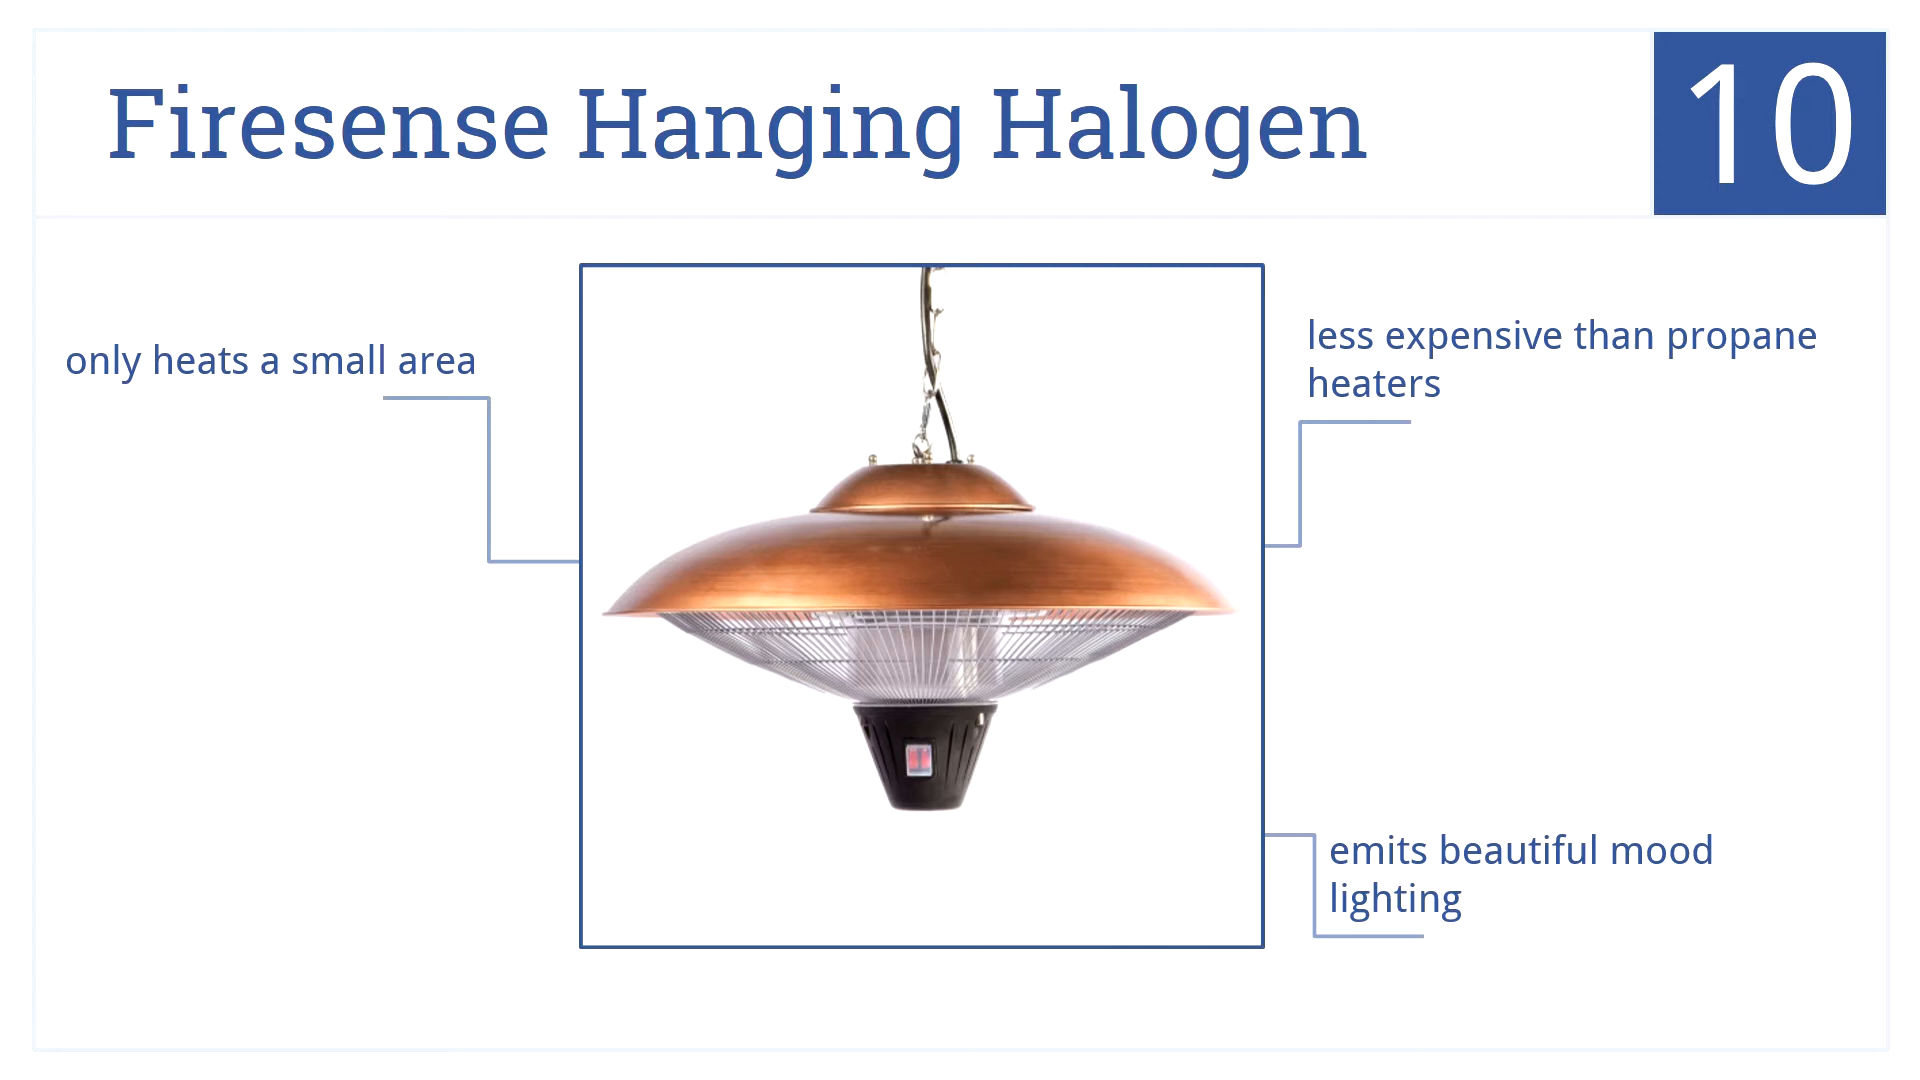 Firesense Hanging Halogen
10
only heats a small area
less expensive than propane
heaters
emits beautiful mood
lighting